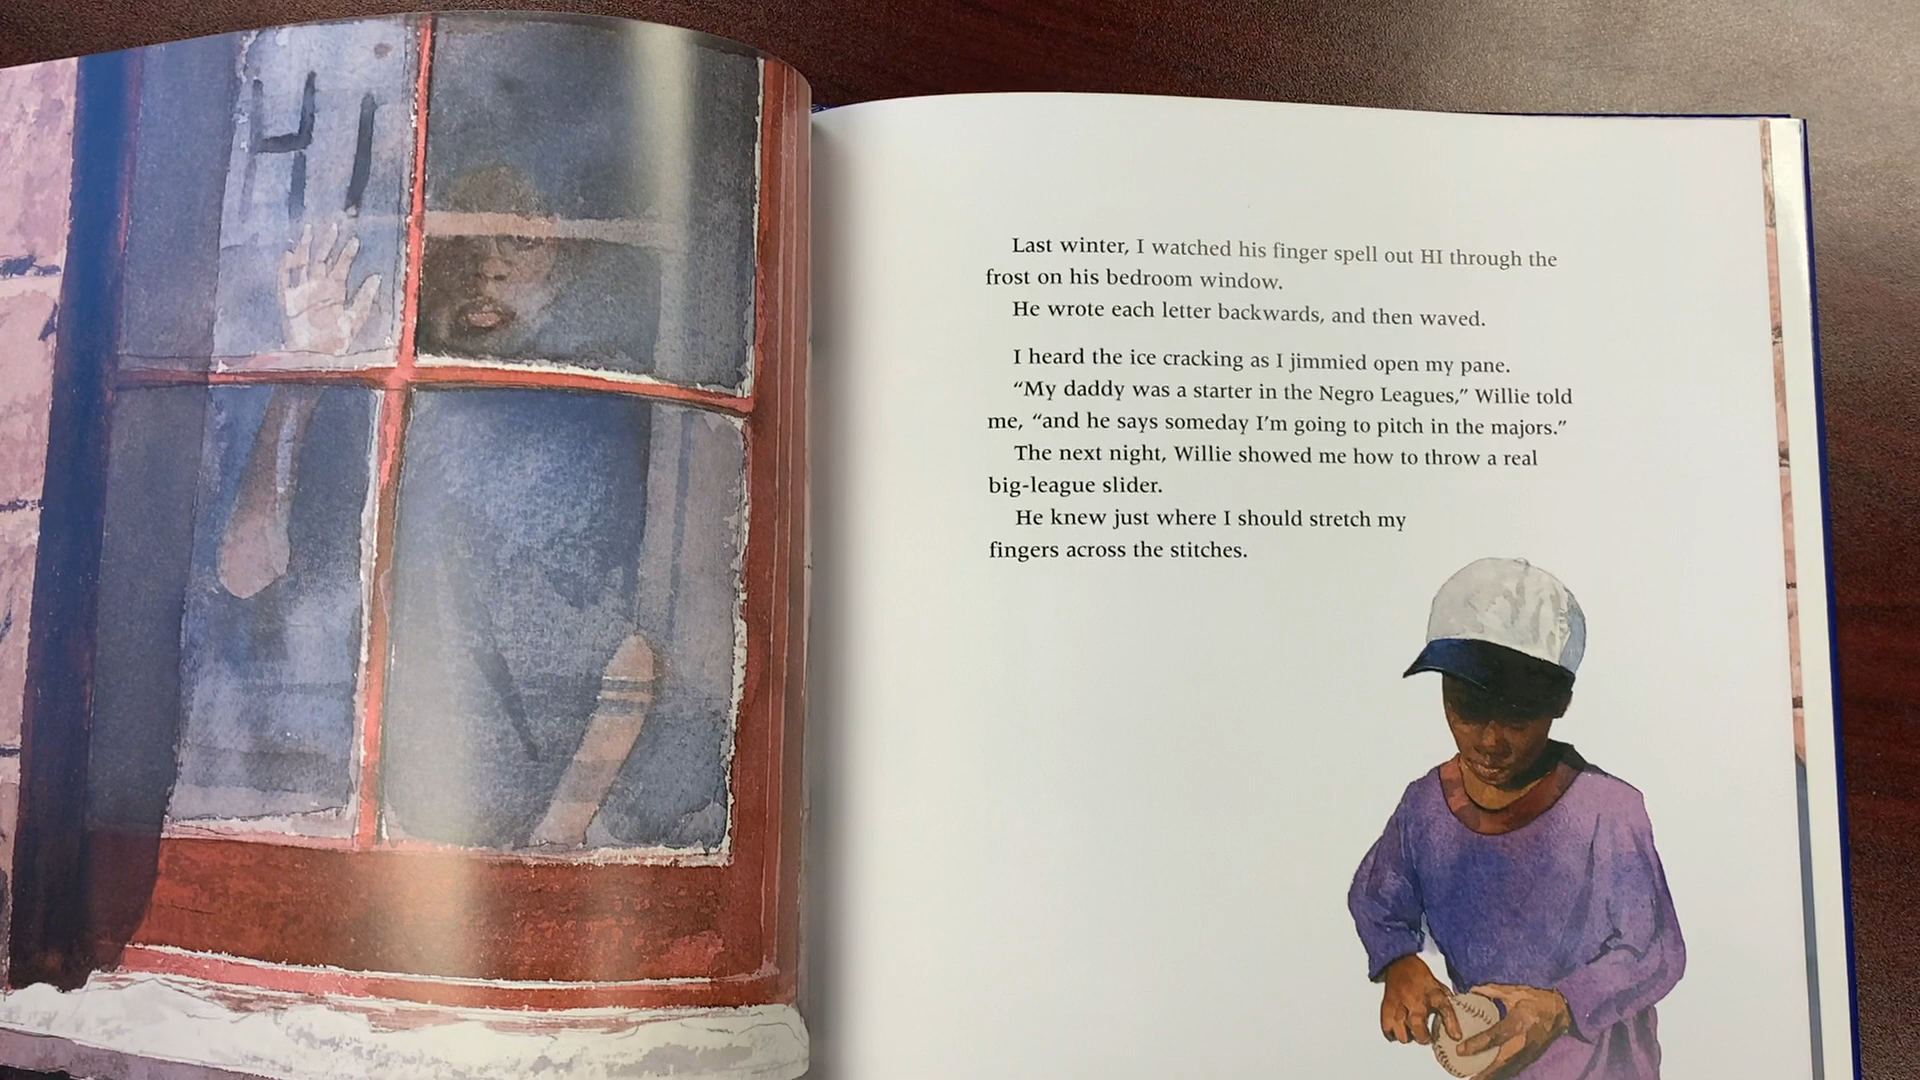 HI
Last winter, I watched his finger spell out HI through the
frost on his bedroom window.
He wrote each letter backwards, and then waved.
I heard the ice cracking as I jimmied open my pane.
“My daddy was a starter in the Negro Leagues,” Willie told
me, “and he says someday I’m going to pitch in the majors.”
The next night, Willie showed me how to throw a real
big-league slider.
He knew just where I should stretch my
fingers across the stitches.